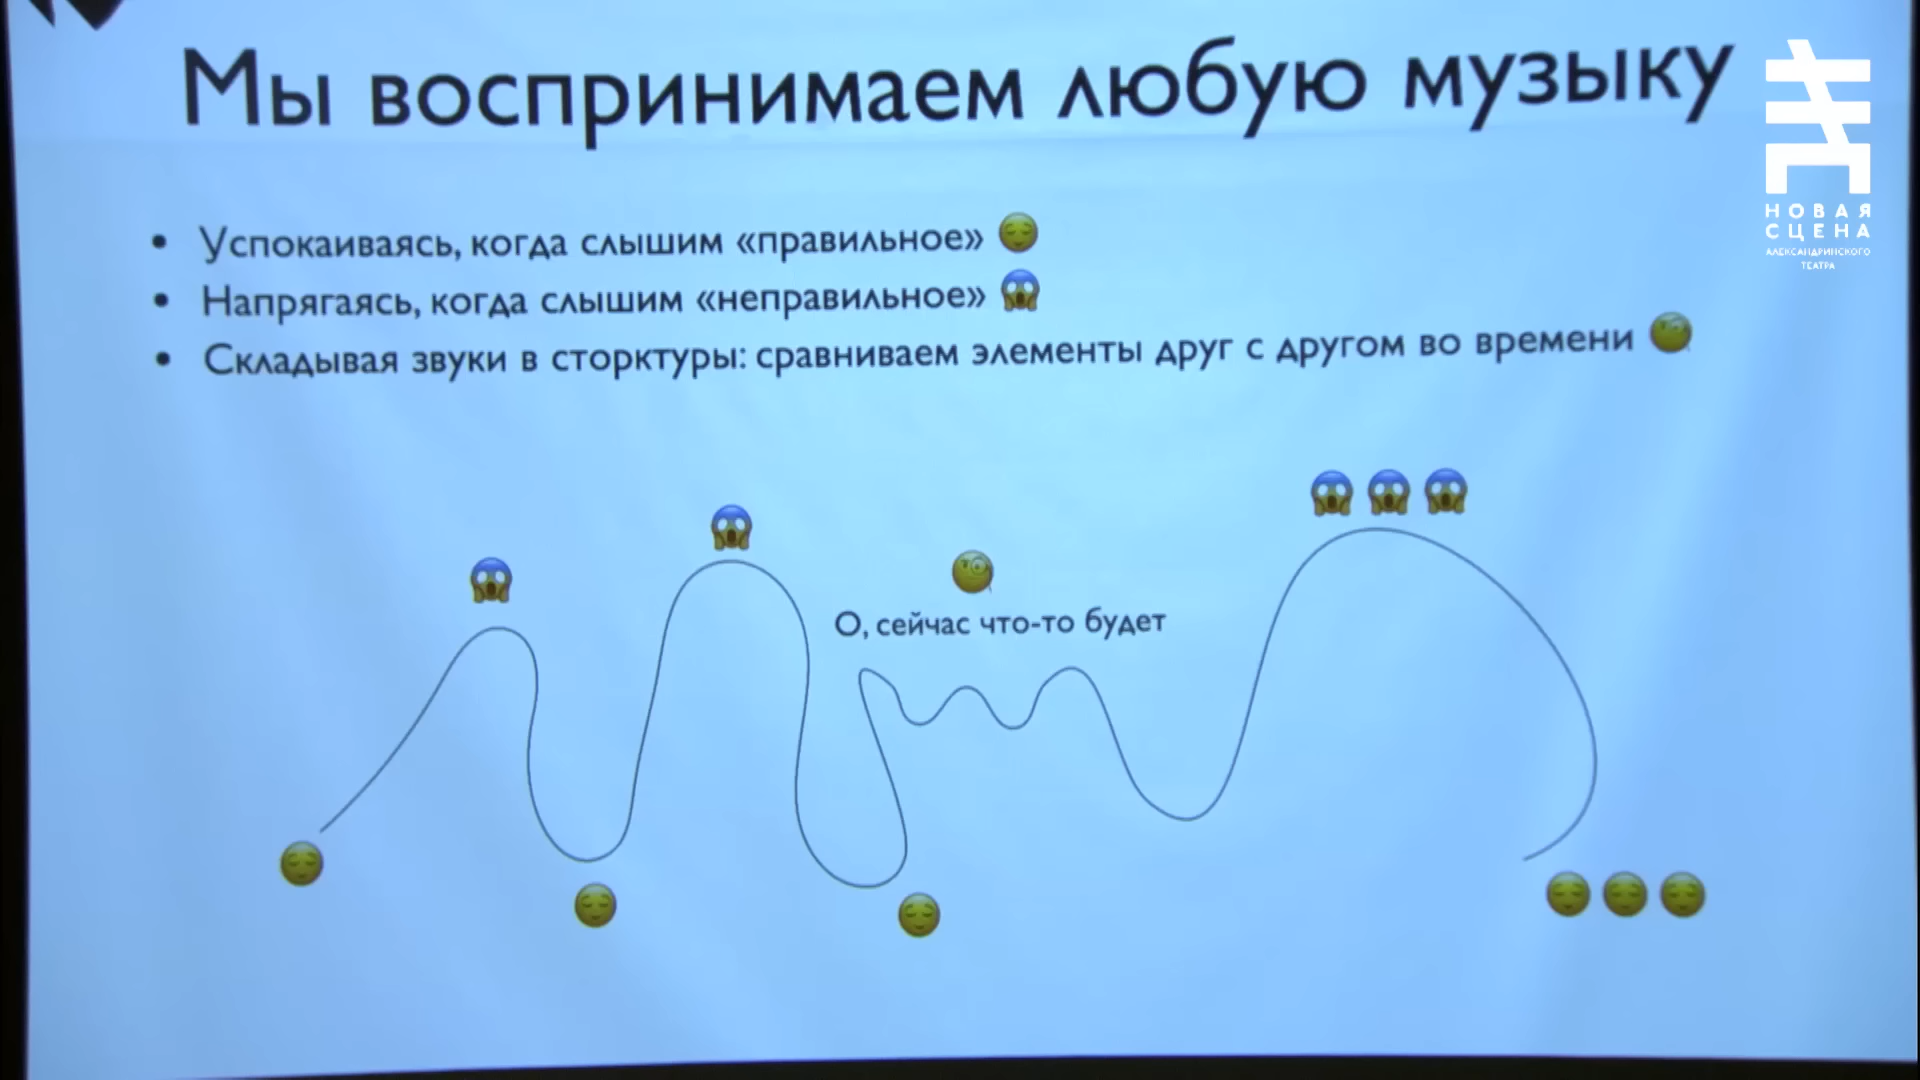 Мы воспринимаем любую музыку
НОВАЯ
СЦЕНА
АЛЕКСАНДРИНСКОГО
ТЕАТРА
• Успокаиваясь, когда слышим «правильное» 😌
• Напрягаясь, когда слышим «неправильное» 😱
• Складывая звуки в сторктуры: сравниваем элементы друг с другом во времени 🧐
О, сейчас что-то будет